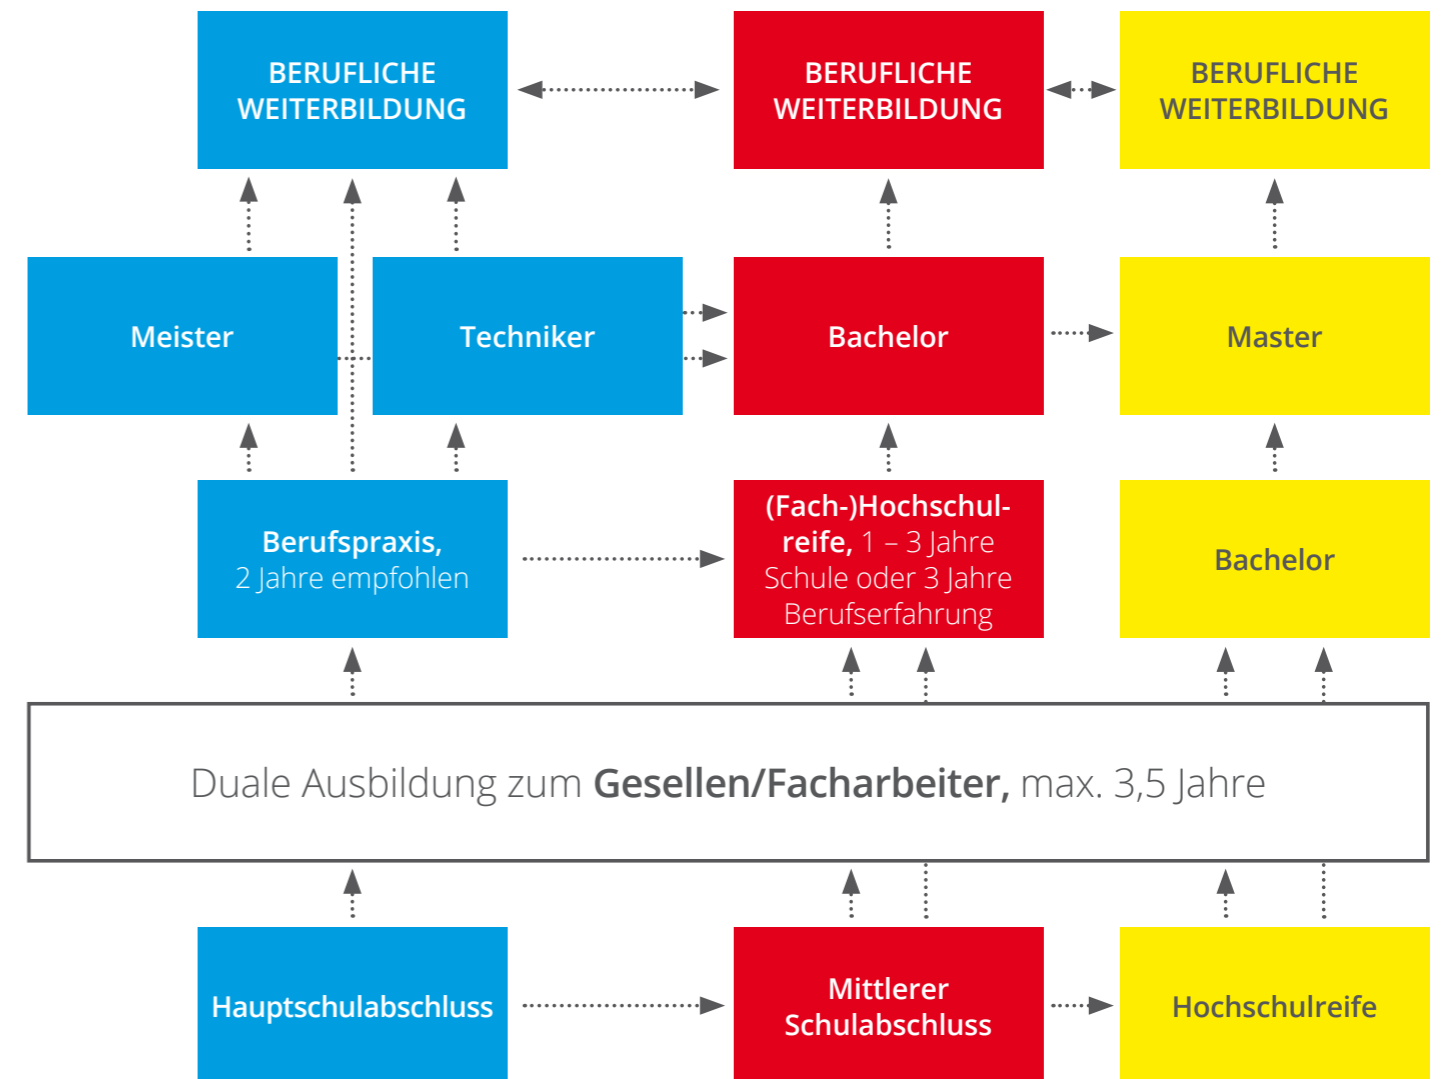 BERUFLICHE
WEITERBILDUNG
BERUFLICHE
WEITERBILDUNG
BERUFLICHE
WEITERBILDUNG
Meister
Techniker
Bachelor
Master
Berufspraxis,
2 Jahre empfohlen
(Fach-)Hochschul-
reife, 1 – 3 Jahre
Schule oder 3 Jahre
Berufserfahrung
Bachelor
Duale Ausbildung zum Gesellen/Facharbeiter, max. 3,5 Jahre
Hauptschulabschluss
Mittlerer
Schulabschluss
Hochschulreife